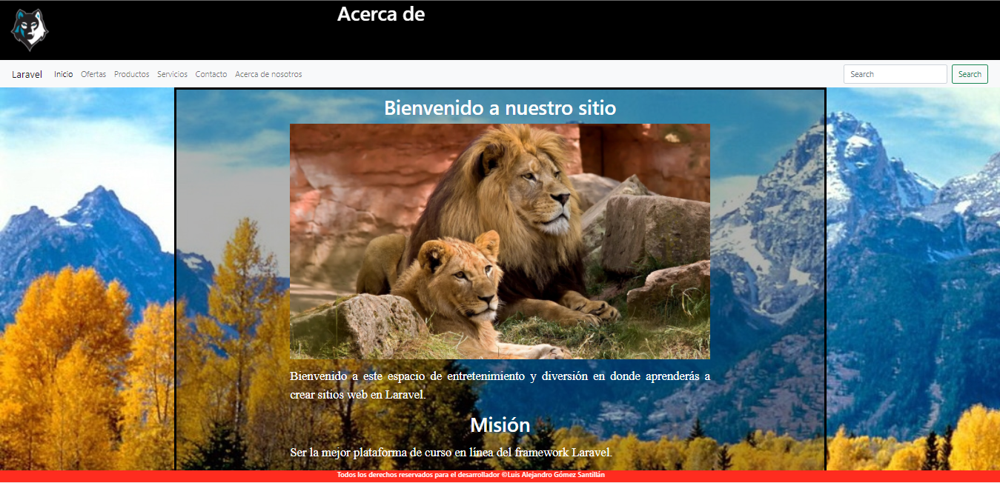 Acerca de
Laravel Inicio Ofertas Productos Servicios Contacto Acerca de nosotros Search Search
Bienvenido a nuestro sitio
Bienvenido a este espacio de entretenimiento y diversión en donde aprenderás a
crear sitios web en Laravel.
Misión
Ser la mejor plataforma de curso en línea del framework Laravel.
Todos los derechos reservados para el desarrollador ©Luis Alejandro Gómez Santillán